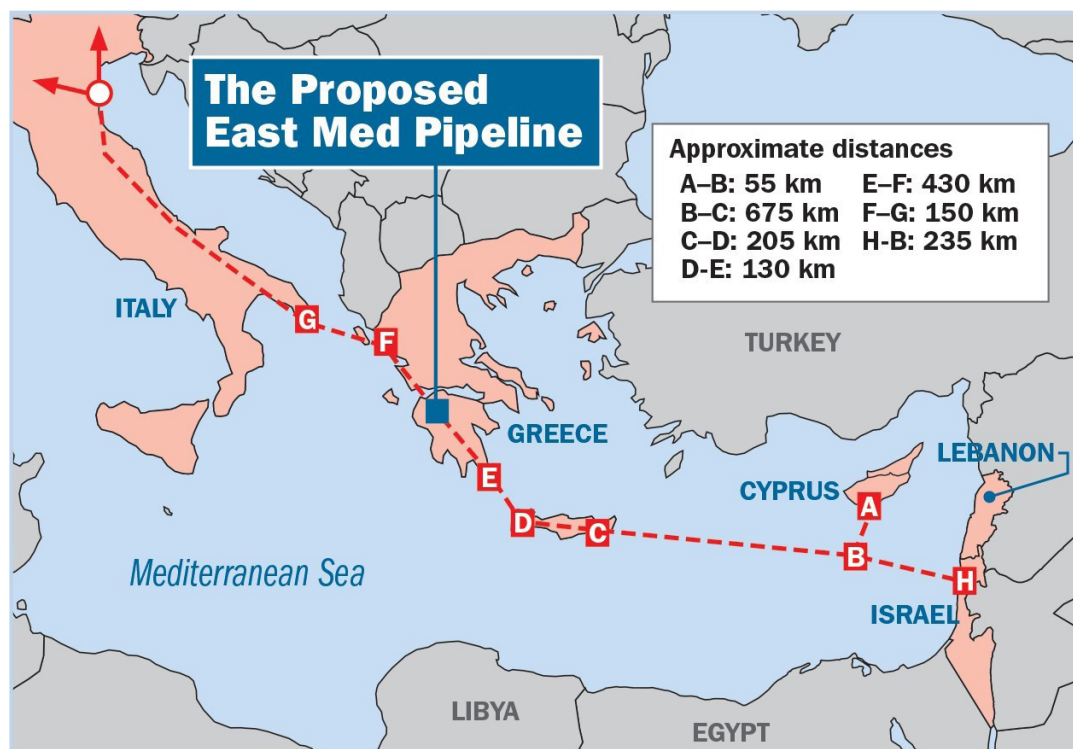 The Proposed
East Med Pipeline
Approximate distances
A–B: 55 km
B–C: 675 km
C–D: 205 km
D-E: 130 km
E–F: 430 km
F–G: 150 km
H-B: 235 km
ITALY
G
F
TURKEY
GREECE
LEBANON
E
CYPRUS
A
D
C
B
Mediterranean Sea
H
ISRAEL
LIBYA
EGYPT